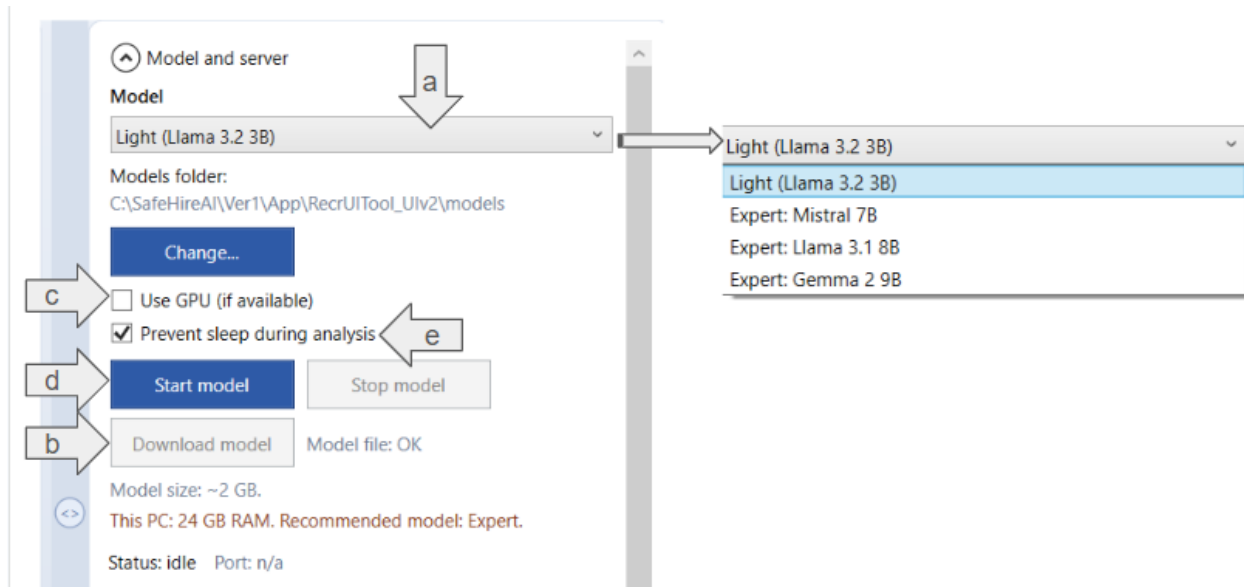 Model and server
a
Model
Light (Llama 3.2 3B)
Models folder:
C:\SafeHireAI\Ver1\App\RecrUITool_UIv2\models
Change...
c
Use GPU (if available)
Prevent sleep during analysis
e
d
Start model
Stop model
b
Download model
Model file: OK
Model size: ~2 GB.
<>
This PC: 24 GB RAM. Recommended model: Expert.
Status: idle Port: n/a
Light (Llama 3.2 3B)
Light (Llama 3.2 3B)
Expert: Mistral 7B
Expert: Llama 3.1 8B
Expert: Gemma 2 9B